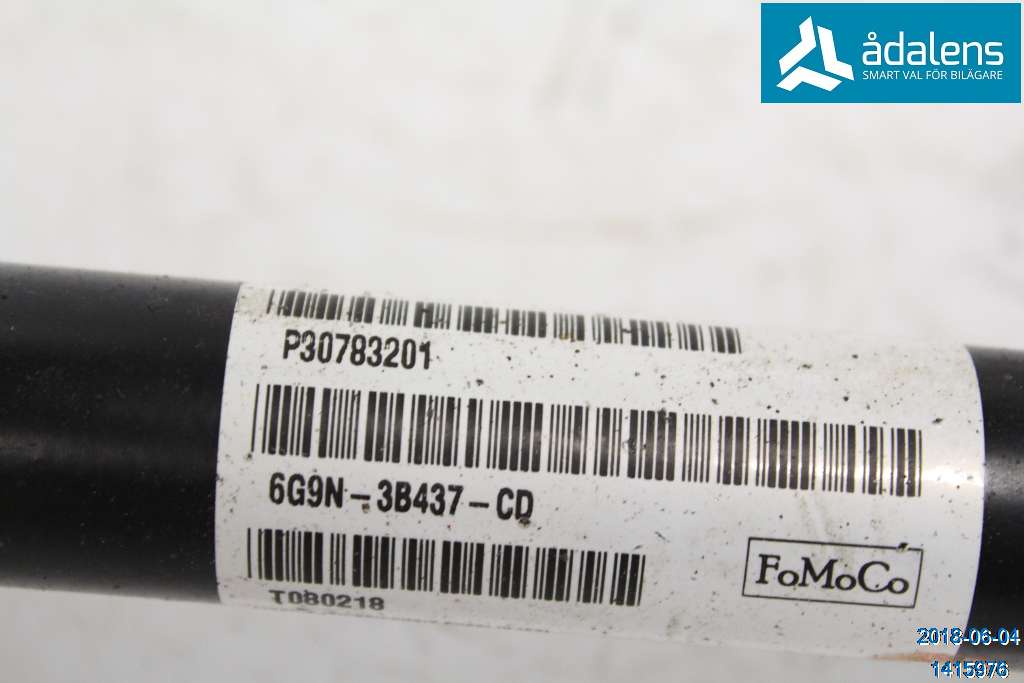 ådalens
SMART VAL FÖR BILÄGARE
P30783201
6G9N-3B437-CD
FoMoCo
T080218
2018-06-04
1415976